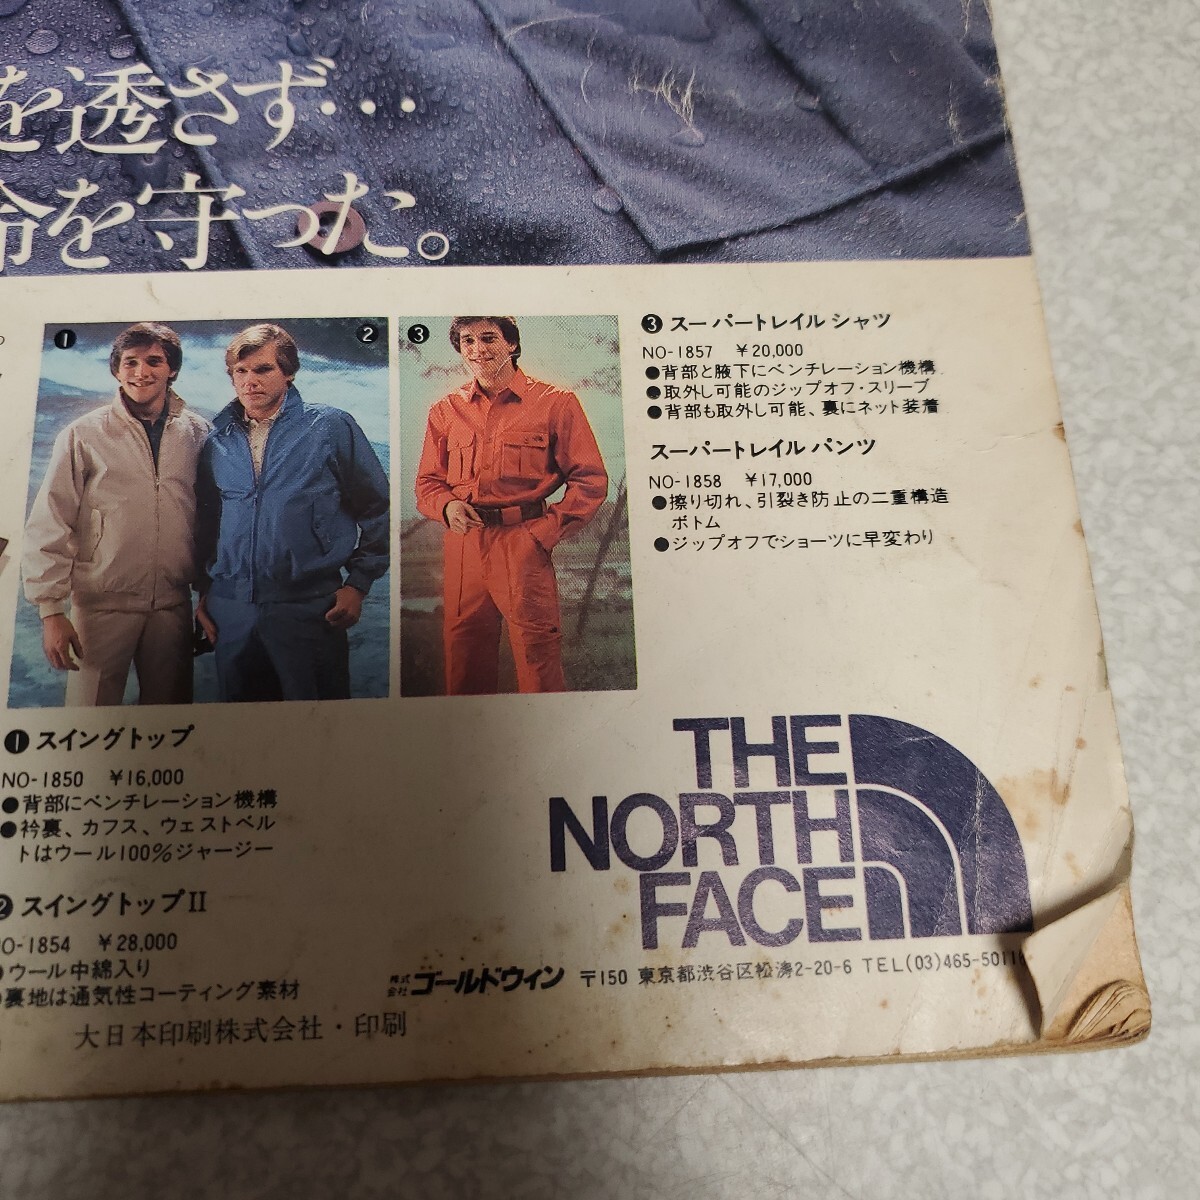 を透さず…
命を守った。
❶
❷
❸
❸ スーパートレイル シャツ
NO-1857 ￥20,000
●背部と腋下にベンチレーション機構
●取外し可能のジップオフ・スリーブ
●背部も取外し可能、裏にネット装着
スーパートレイル パンツ
NO-1858 ￥17,000
●擦り切れ、引裂き防止の二重構造
ボトム
●ジップオフでショーツに早変わり
❶ スイングトップ
NO-1850 ￥16,000
●背部にベンチレーション機構
●衿裏、カフス、ウェストベル
トはウール100%ジャージー
❷ スイングトップII
NO-1854 ￥28,000
●ウール中綿入り
●裏地は通気性コーティング素材
THE
NORTH
FACE
株式会社 ゴールドウィン 〒150 東京都渋谷区松濤2-20-6 TEL(03)465-5011
大日本印刷株式会社・印刷